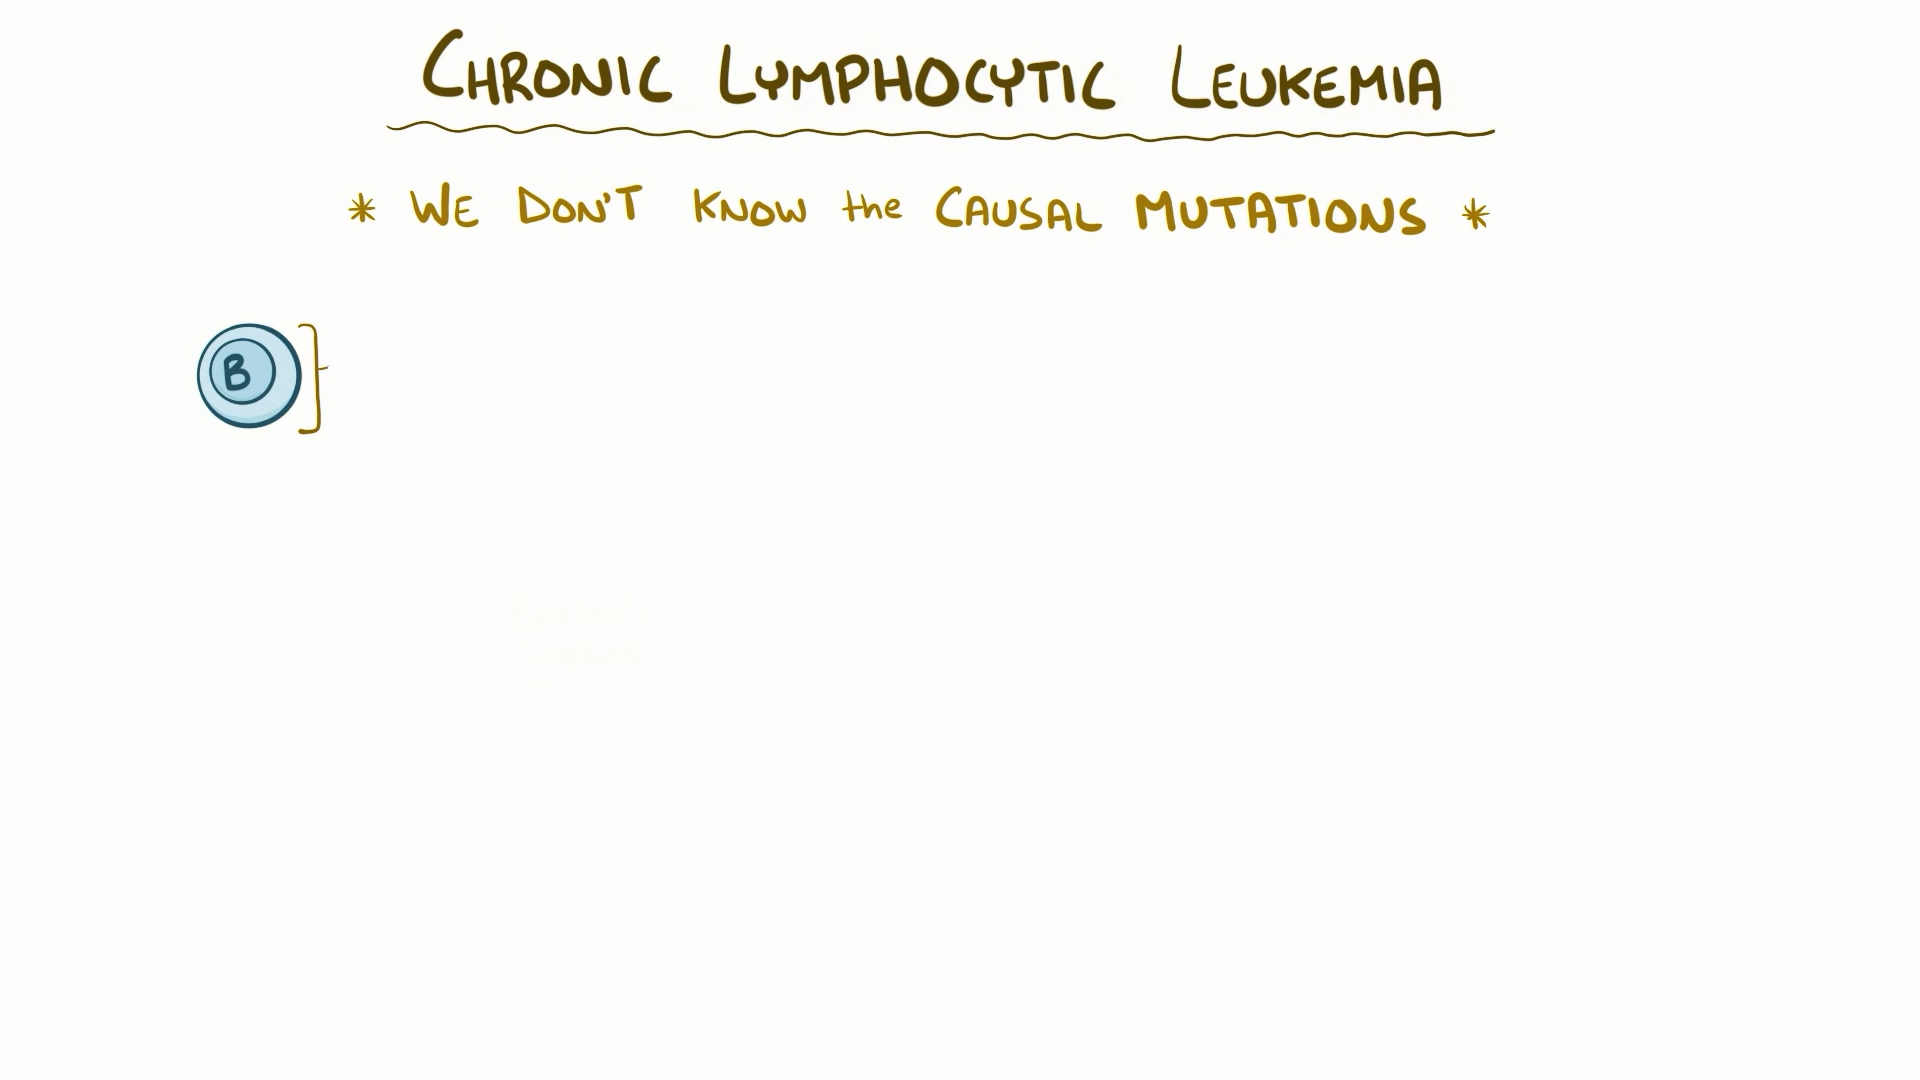 CHRONIC LYMPHOCYTIC LEUKEMIA
* WE DON'T KNOW the CAUSAL MUTATIONS *
B